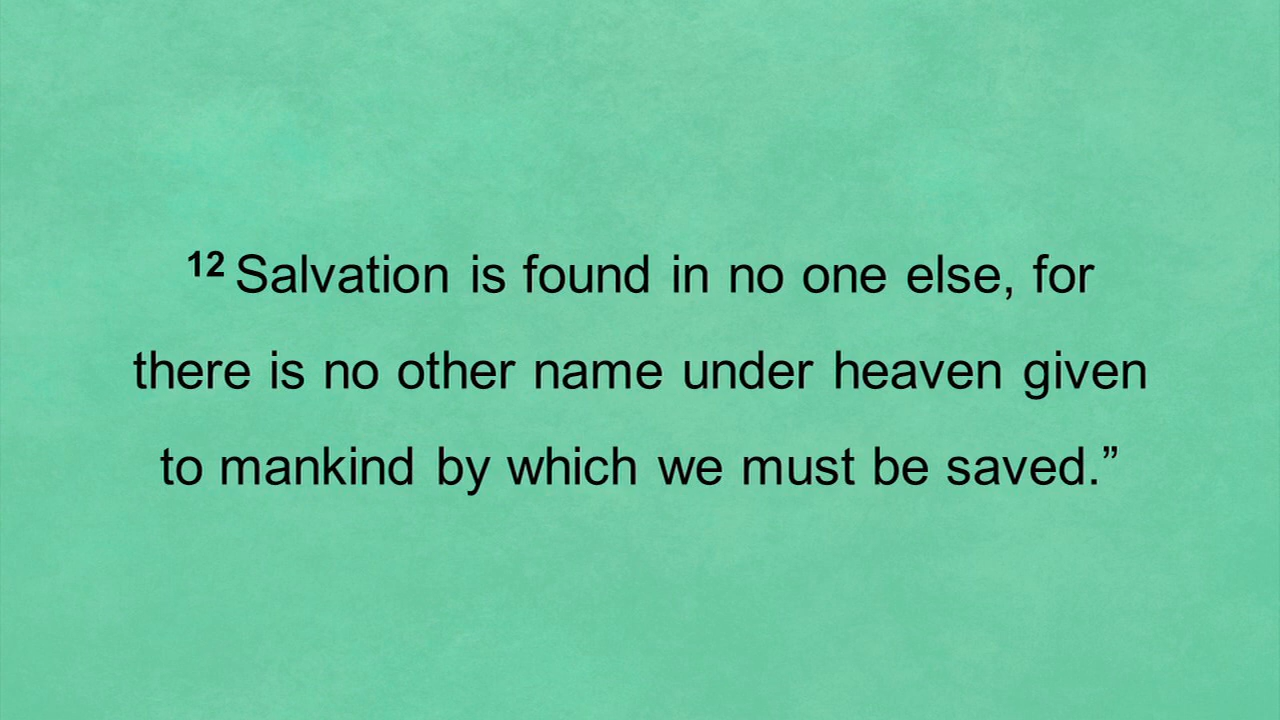 12 Salvation is found in no one else, for
there is no other name under heaven given
to mankind by which we must be saved.”